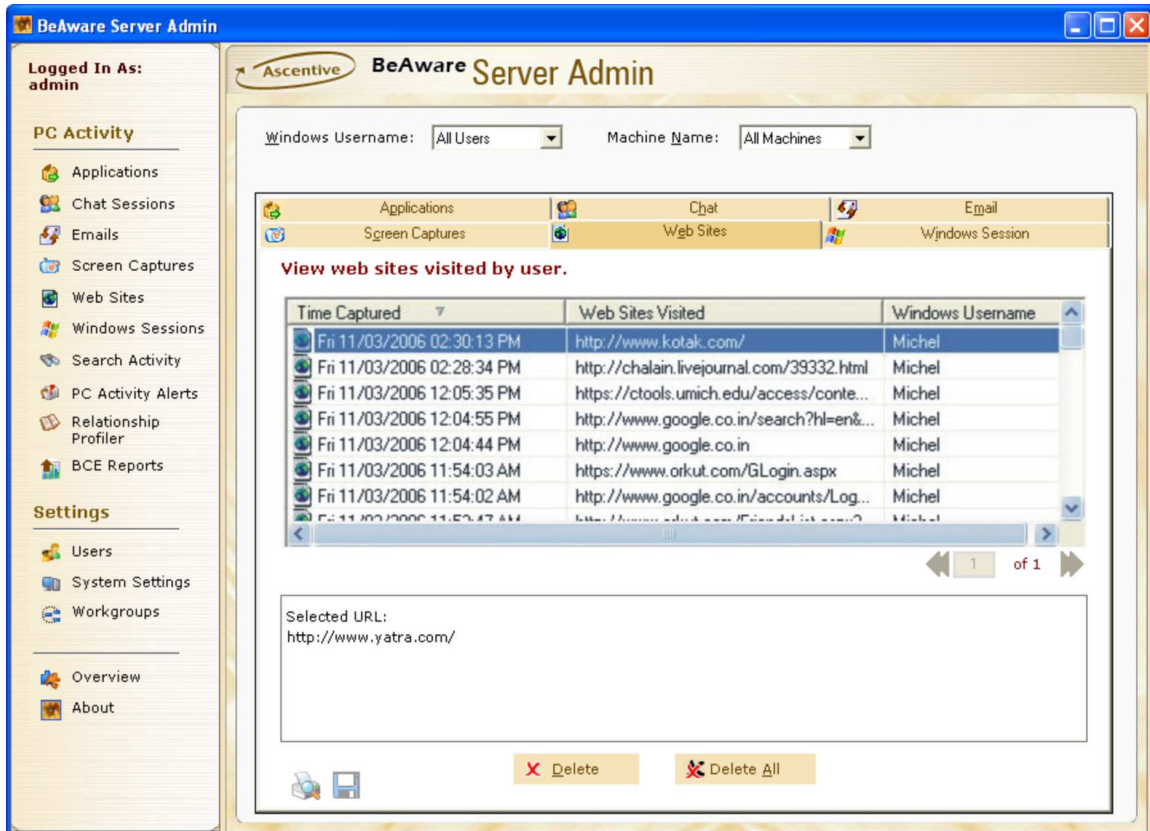 BeAware Server Admin
Logged In As:
admin
PC Activity
Applications
Chat Sessions
Emails
Screen Captures
Web Sites
Windows Sessions
Search Activity
PC Activity Alerts
Relationship
Profiler
BCE Reports
Settings
Users
System Settings
Workgroups
Overview
About
Ascentive BeAware Server Admin
Windows Username: All Users Machine Name: All Machines
Applications Chat Email
Screen Captures Web Sites Windows Session
View web sites visited by user.
Time Captured Web Sites Visited Windows Username
Fri 11/03/2006 02:30:13 PM http://www.kotak.com/ Michel
Fri 11/03/2006 02:28:34 PM http://chalain.livejournal.com/39332.html Michel
Fri 11/03/2006 12:05:35 PM https://ctools.umich.edu/access/conte... Michel
Fri 11/03/2006 12:04:55 PM http://www.google.co.in/search?hl=en&... Michel
Fri 11/03/2006 12:04:44 PM http://www.google.co.in Michel
Fri 11/03/2006 11:54:03 AM https://www.orkut.com/GLogin.aspx Michel
Fri 11/03/2006 11:54:02 AM http://www.google.co.in/accounts/Log... Michel
1 of 1
Selected URL:
http://www.yatra.com/
Delete Delete All